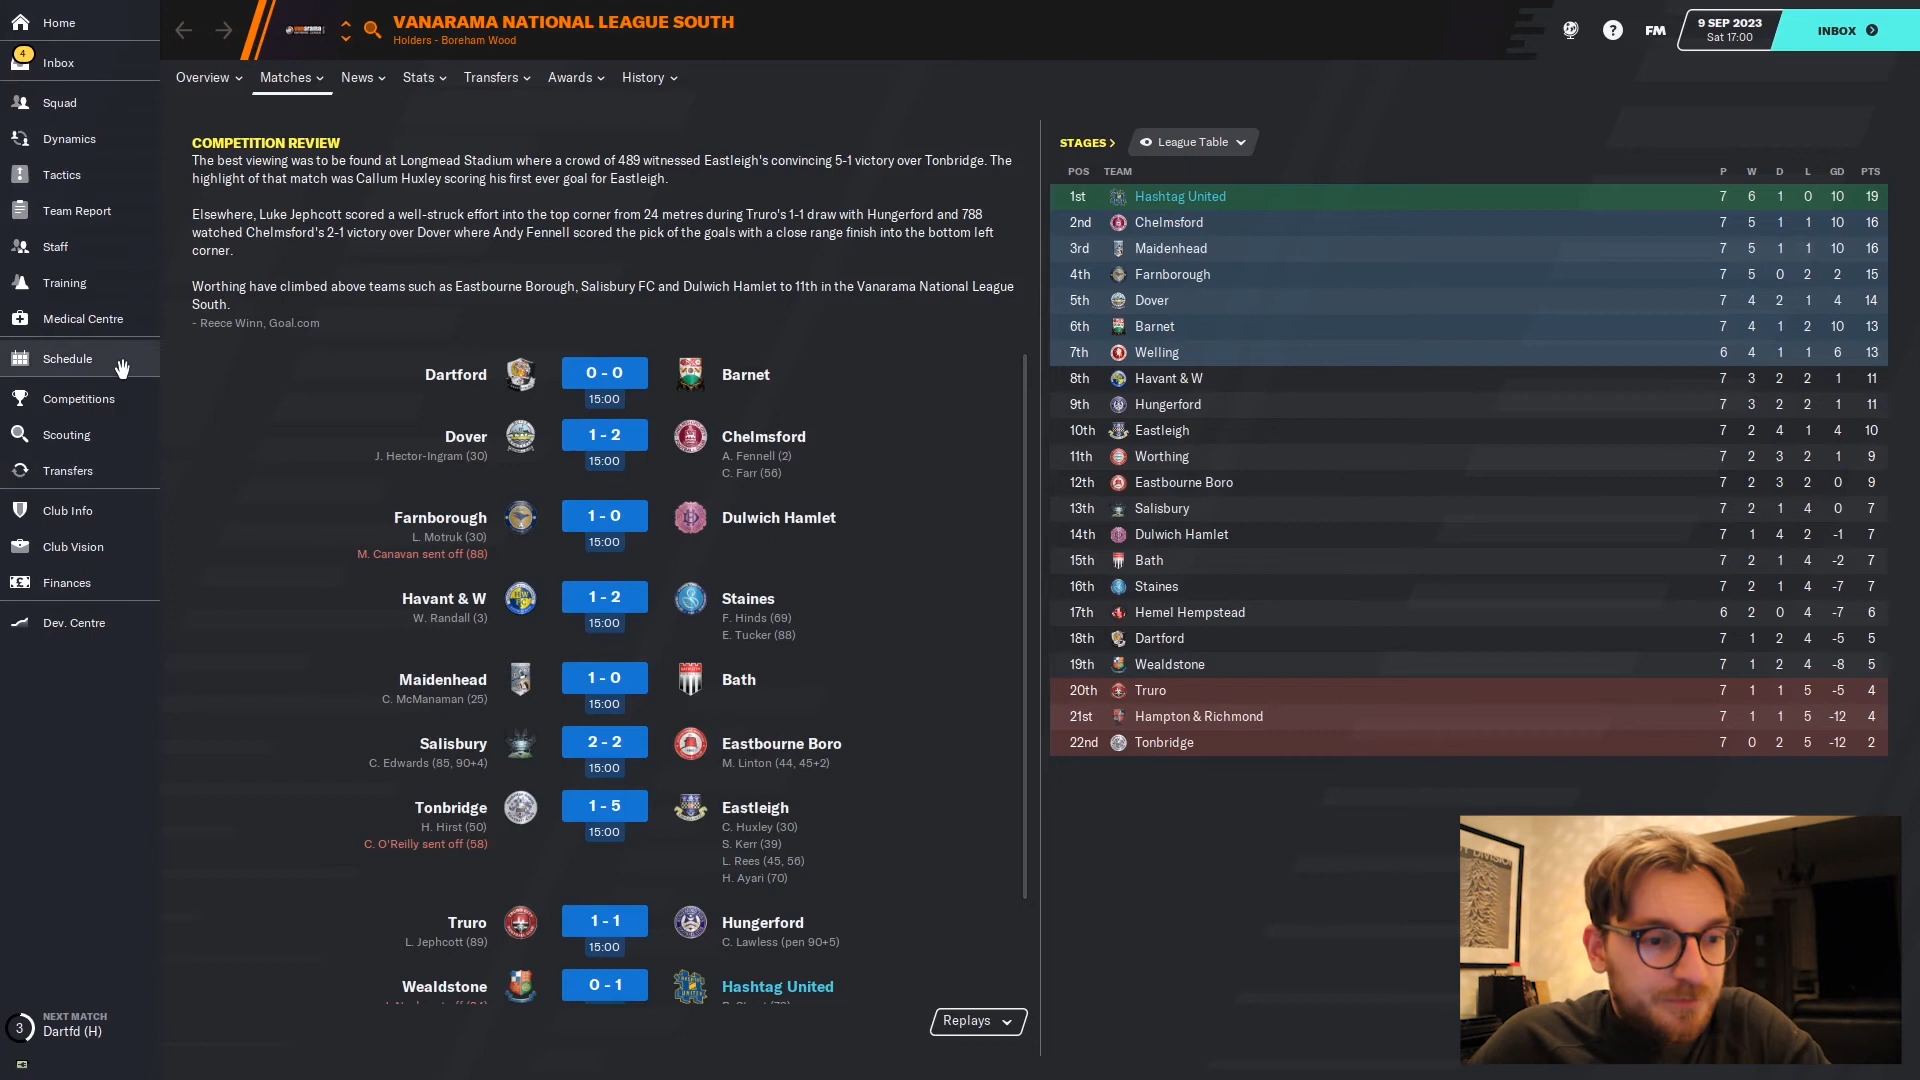 Home
4
Inbox
Squad
Dynamics
Tactics
Team Report
Staff
Training
Medical Centre
Schedule
Competitions
Scouting
Transfers
Club Info
Club Vision
Finances
Dev. Centre
3
NEXT MATCH
Dartfd (H)
VANARAMA NATIONAL LEAGUE SOUTH
Holders - Boreham Wood
? FM
9 SEP 2023
Sat 17:00
INBOX
Overview Matches News Stats Transfers Awards History
COMPETITION REVIEW
The best viewing was to be found at Longmead Stadium where a crowd of 489 witnessed Eastleigh's convincing 5-1 victory over Tonbridge. The
highlight of that match was Callum Huxley scoring his first ever goal for Eastleigh.
Elsewhere, Luke Jephcott scored a well-struck effort into the top corner from 24 metres during Truro's 1-1 draw with Hungerford and 788
watched Chelmsford's 2-1 victory over Dover where Andy Fennell scored the pick of the goals with a close range finish into the bottom left
corner.
Worthing have climbed above teams such as Eastbourne Borough, Salisbury FC and Dulwich Hamlet to 11th in the Vanarama National League
South.
- Reece Winn, Goal.com
Dartford 0 - 0 Barnet
15:00
Dover 1 - 2 Chelmsford
J. Hector-Ingram (30) 15:00 A. Fennell (2)
C. Farr (56)
Farnborough 1 - 0 Dulwich Hamlet
L. Motruk (30) 15:00
M. Canavan sent off (88)
Havant & W 1 - 2 Staines
W. Randall (3) 15:00 F. Hinds (69)
E. Tucker (88)
Maidenhead 1 - 0 Bath
C. McManaman (25) 15:00
Salisbury 2 - 2 Eastbourne Boro
C. Edwards (85, 90+4) 15:00 M. Linton (44, 45+2)
Tonbridge 1 - 5 Eastleigh
H. Hirst (50) 15:00 C. Huxley (30)
C. O'Reilly sent off (58) S. Kerr (39)
L. Rees (45, 56)
H. Ayari (70)
Truro 1 - 1 Hungerford
L. Jephcott (89) 15:00 C. Lawless (pen 90+5)
Wealdstone 0 - 1 Hashtag United
Replays
STAGES > League Table
POS TEAM P W D L GD PTS
1st Hashtag United 7 6 1 0 10 19
2nd Chelmsford 7 5 1 1 10 16
3rd Maidenhead 7 5 1 1 10 16
4th Farnborough 7 5 0 2 2 15
5th Dover 7 4 2 1 4 14
6th Barnet 7 4 1 2 10 13
7th Welling 6 4 1 1 6 13
8th Havant & W 7 3 2 2 1 11
9th Hungerford 7 3 2 2 1 11
10th Eastleigh 7 2 4 1 4 10
11th Worthing 7 2 3 2 1 9
12th Eastbourne Boro 7 2 3 2 0 9
13th Salisbury 7 2 1 4 0 7
14th Dulwich Hamlet 7 1 4 2 -1 7
15th Bath 7 2 1 4 -2 7
16th Staines 7 2 1 4 -7 7
17th Hemel Hempstead 6 2 0 4 -7 6
18th Dartford 7 1 2 4 -5 5
19th Wealdstone 7 1 2 4 -8 5
20th Truro 7 1 1 5 -5 4
21st Hampton & Richmond 7 1 1 5 -12 4
22nd Tonbridge 7 0 2 5 -12 2
DIVISION